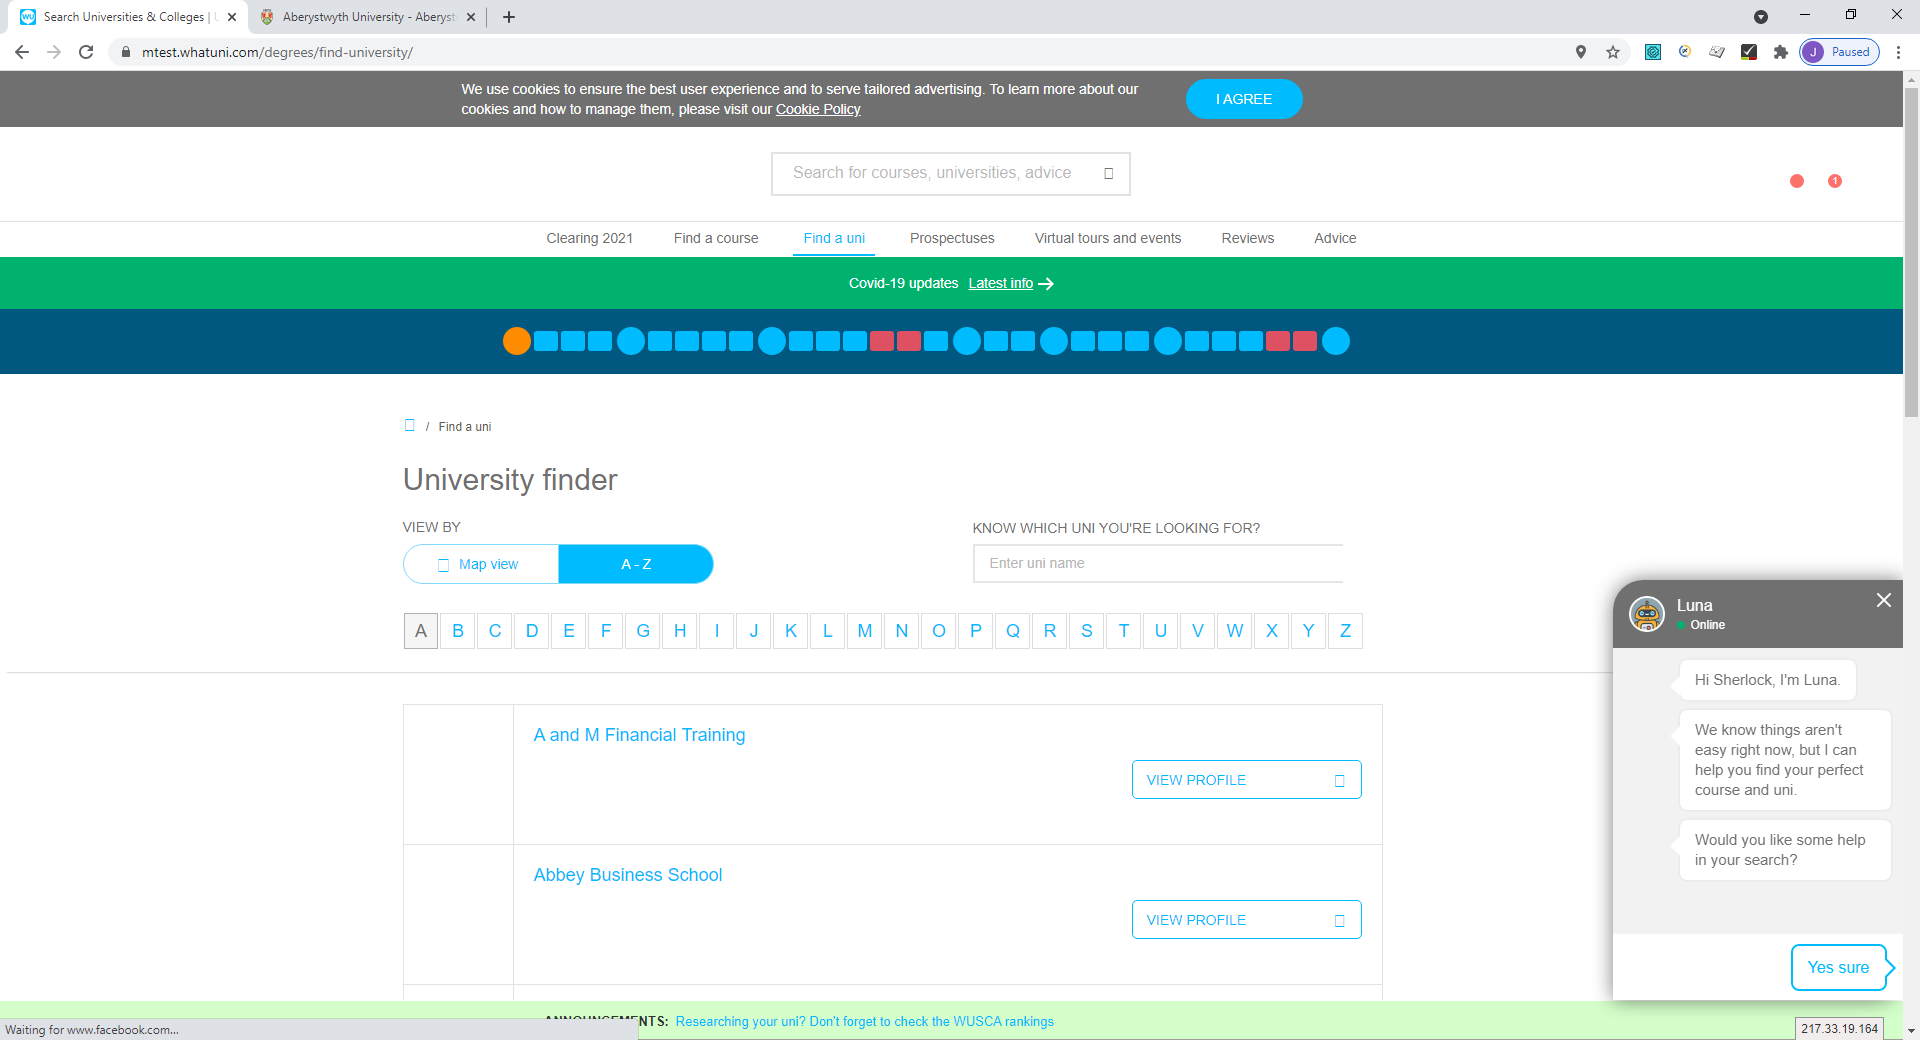 Search Universities & Colleges |
Aberystwyth University - Aberyst
mtest.whatuni.com/degrees/find-university/
J Paused
We use cookies to ensure the best user experience and to serve tailored advertising. To learn more about our
cookies and how to manage them, please visit our Cookie Policy
I AGREE
Search for courses, universities, advice
1
Clearing 2021 Find a course Find a uni Prospectuses Virtual tours and events Reviews Advice
Covid-19 updates Latest info
/ Find a uni
University finder
VIEW BY
Map view
A - Z
KNOW WHICH UNI YOU'RE LOOKING FOR?
Enter uni name
A B C D E F G H I J K L M N O P Q R S T U V W X Y Z
A and M Financial Training
VIEW PROFILE
Abbey Business School
VIEW PROFILE
Luna
Online
Hi Sherlock, I'm Luna.
We know things aren't
easy right now, but I can
help you find your perfect
course and uni.
Would you like some help
in your search?
Yes sure
ANNOUNCEMENTS: Researching your uni? Don't forget to check the WUSCA rankings
Waiting for www.facebook.com...
217.33.19.164